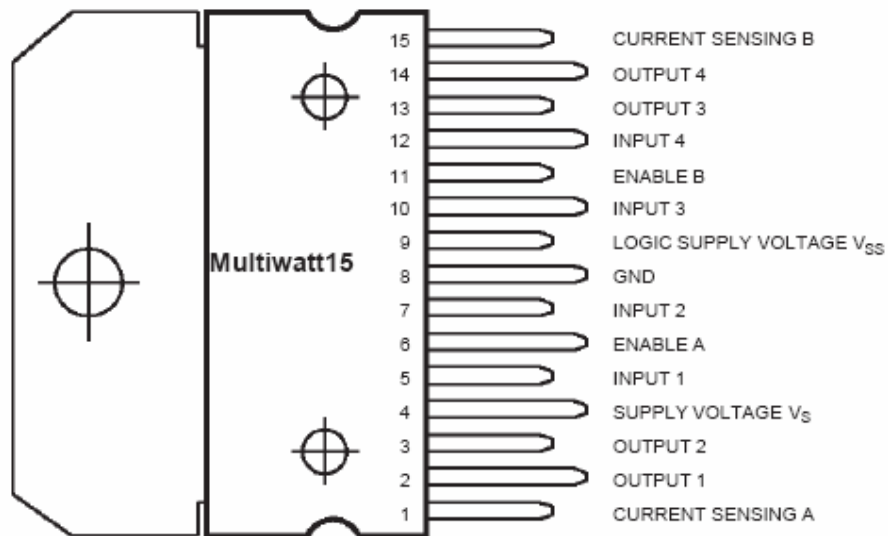 15 CURRENT SENSING B
14 OUTPUT 4
13 OUTPUT 3
12 INPUT 4
11 ENABLE B
10 INPUT 3
9 LOGIC SUPPLY VOLTAGE VSS
Multiwatt15
8 GND
7 INPUT 2
6 ENABLE A
5 INPUT 1
4 SUPPLY VOLTAGE VS
3 OUTPUT 2
2 OUTPUT 1
1 CURRENT SENSING A